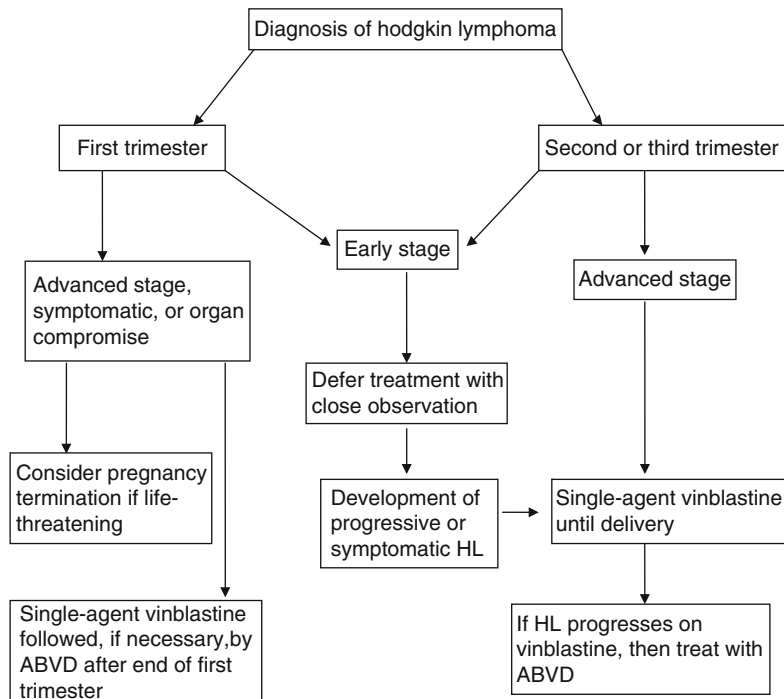 Diagnosis of hodgkin lymphoma
First trimester
Second or third trimester
Early stage
Advanced stage,
symptomatic, or organ
compromise
Advanced stage
Defer treatment with
close observation
Consider pregnancy
termination if life-
threatening
Development of
progressive or
symptomatic HL
Single-agent vinblastine
until delivery
Single-agent vinblastine
followed, if necessary,by
ABVD after end of first
trimester
If HL progresses on
vinblastine, then treat with
ABVD